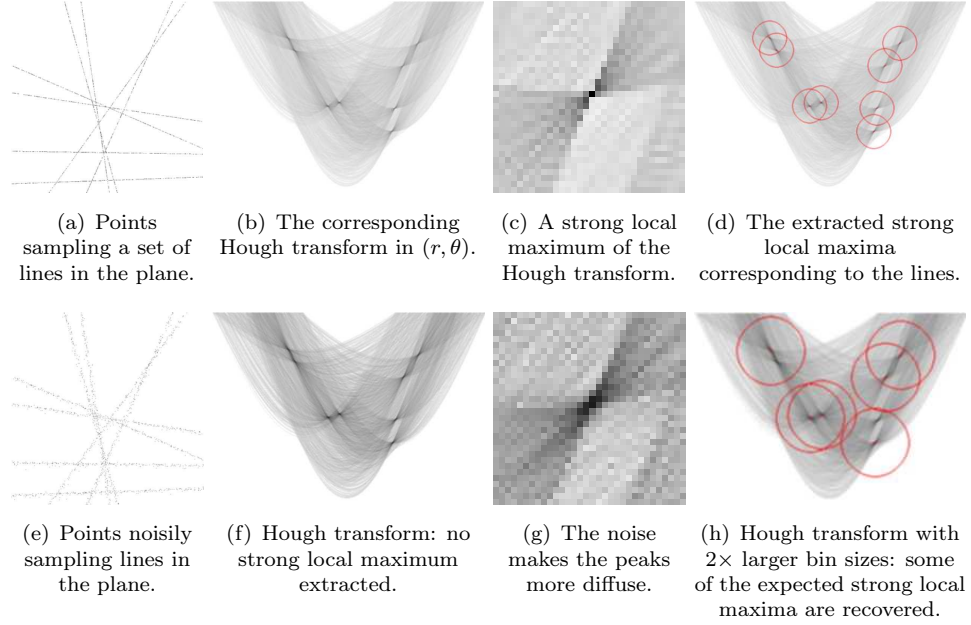 (a) Points
sampling a set of
lines in the plane.
(b) The corresponding
Hough transform in (r, θ).
(c) A strong local
maximum of the
Hough transform.
(d) The extracted strong
local maxima
corresponding to the lines.
(e) Points noisily
sampling lines in
the plane.
(f) Hough transform: no
strong local maximum
extracted.
(g) The noise
makes the peaks
more diffuse.
(h) Hough transform with
2× larger bin sizes: some
of the expected strong local
maxima are recovered.